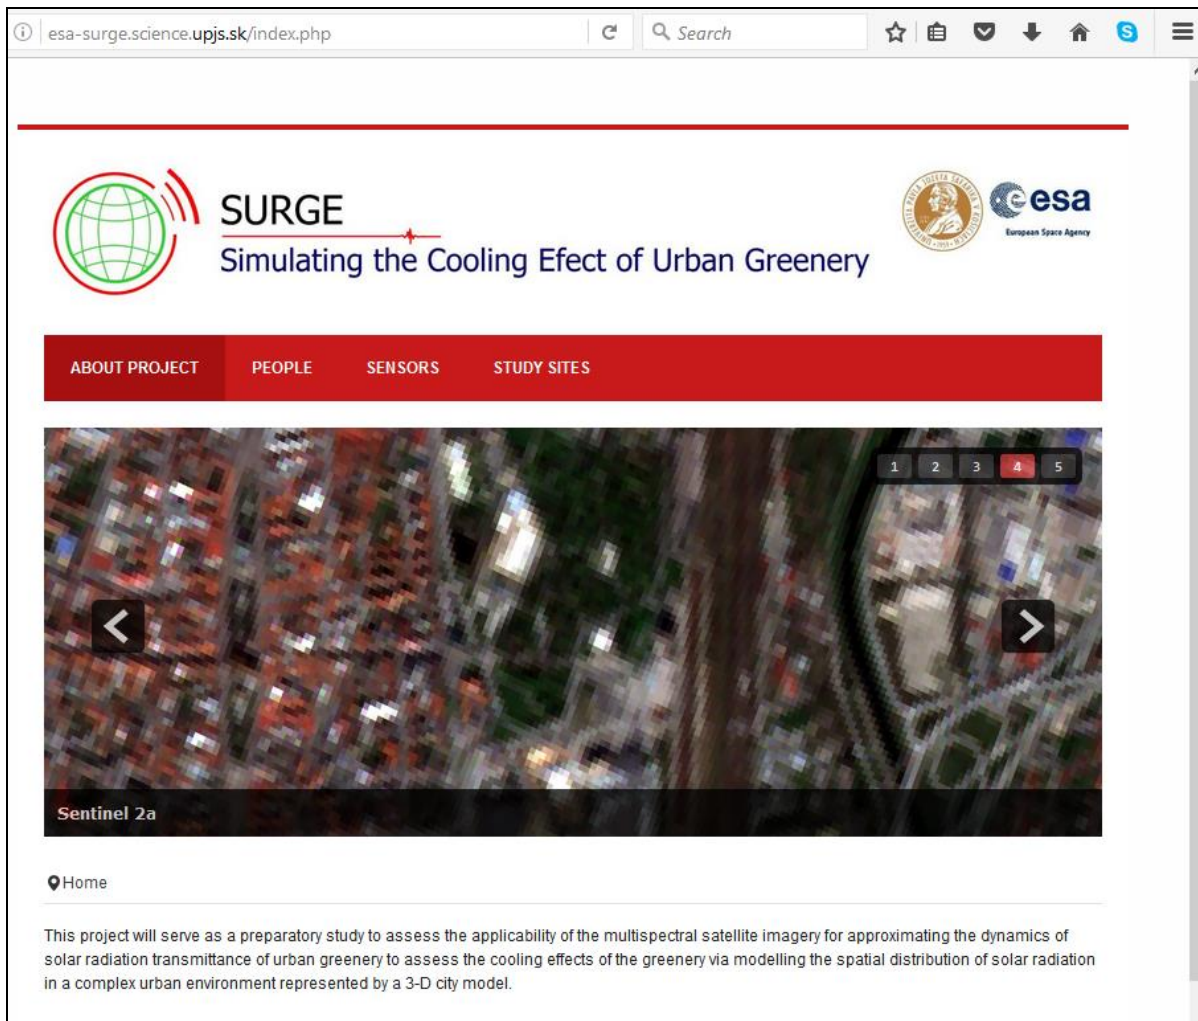 esa-surge.science.upjs.sk/index.php
Search
SURGE
Simulating the Cooling Efect of Urban Greenery
esa
European Space Agency
ABOUT PROJECT PEOPLE SENSORS STUDY SITES
1 2 3 4 5
Sentinel 2a
Home
This project will serve as a preparatory study to assess the applicability of the multispectral satellite imagery for approximating the dynamics of
solar radiation transmittance of urban greenery to assess the cooling effects of the greenery via modelling the spatial distribution of solar radiation
in a complex urban environment represented by a 3-D city model.